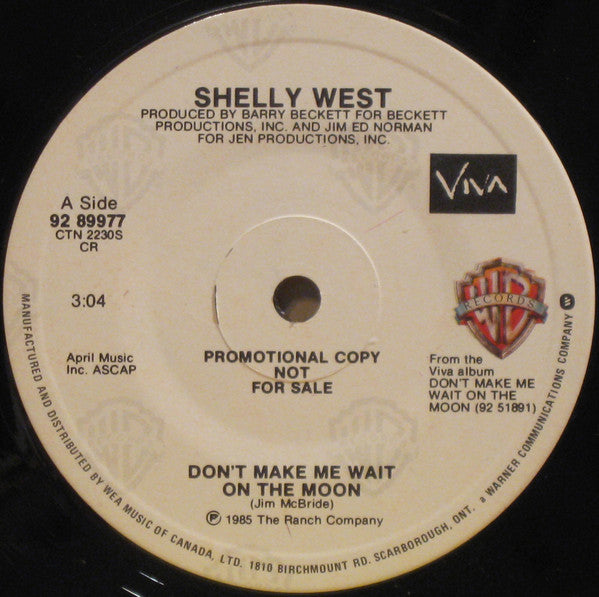 SHELLY WEST
PRODUCED BY BARRY BECKETT FOR BECKETT
PRODUCTIONS, INC. AND JIM ED NORMAN
FOR JEN PRODUCTIONS, INC.
VIVA
A Side
92 89977
CTN 2230S
CR
3:04
April Music
Inc. ASCAP
PROMOTIONAL COPY
NOT
FOR SALE
WB
RECORDS
From the
Viva album
DON'T MAKE ME
WAIT ON THE
MOON (92 51891)
DON'T MAKE ME WAIT
ON THE MOON
(Jim McBride)
Ⓟ 1985 The Ranch Company
MANUFACTURED AND DISTRIBUTED BY WEA MUSIC OF CANADA, LTD. 1810 BIRCHMOUNT RD. SCARBOROUGH, ONT. a WARNER COMMUNICATIONS COMPANY W